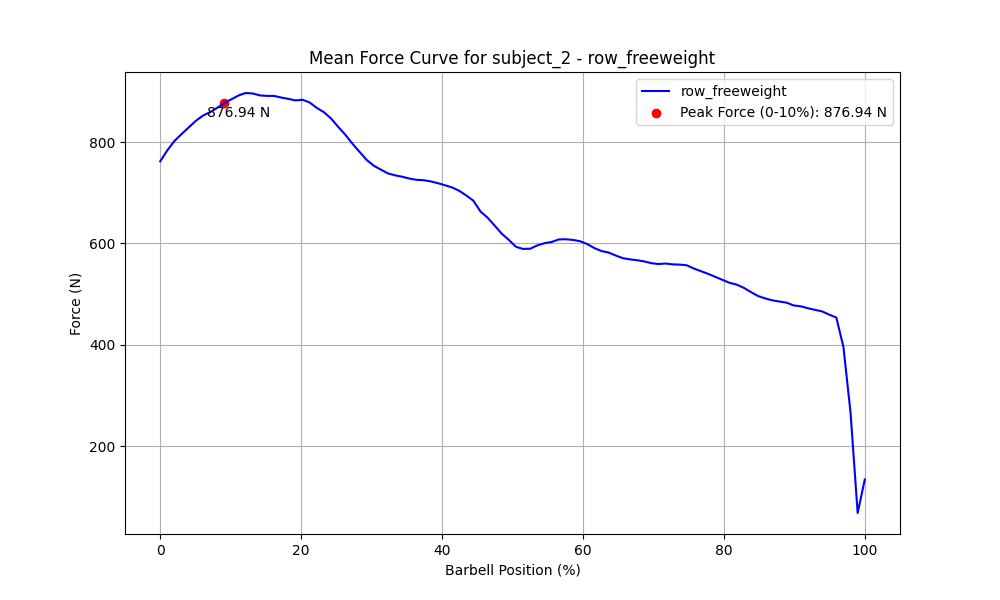 Mean Force Curve for subject_2 - row_freeweight
row_freeweight
Peak Force (0-10%): 876.94 N
876.94 N
800
600
400
200
Force (N)
0
20
40
60
80
100
Barbell Position (%)